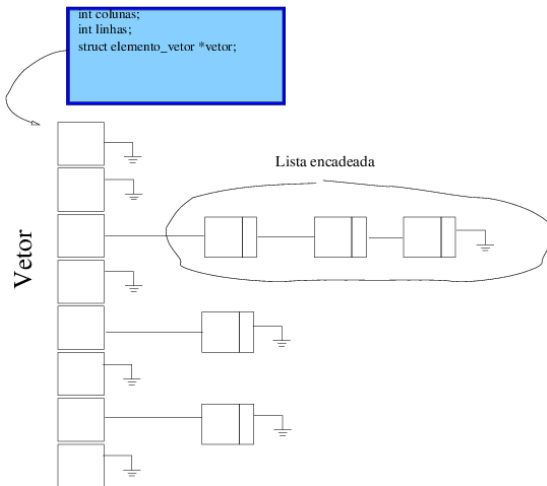 int colunas;
int linhas;
struct elemento_vetor *vetor;
Lista encadeada
Vetor